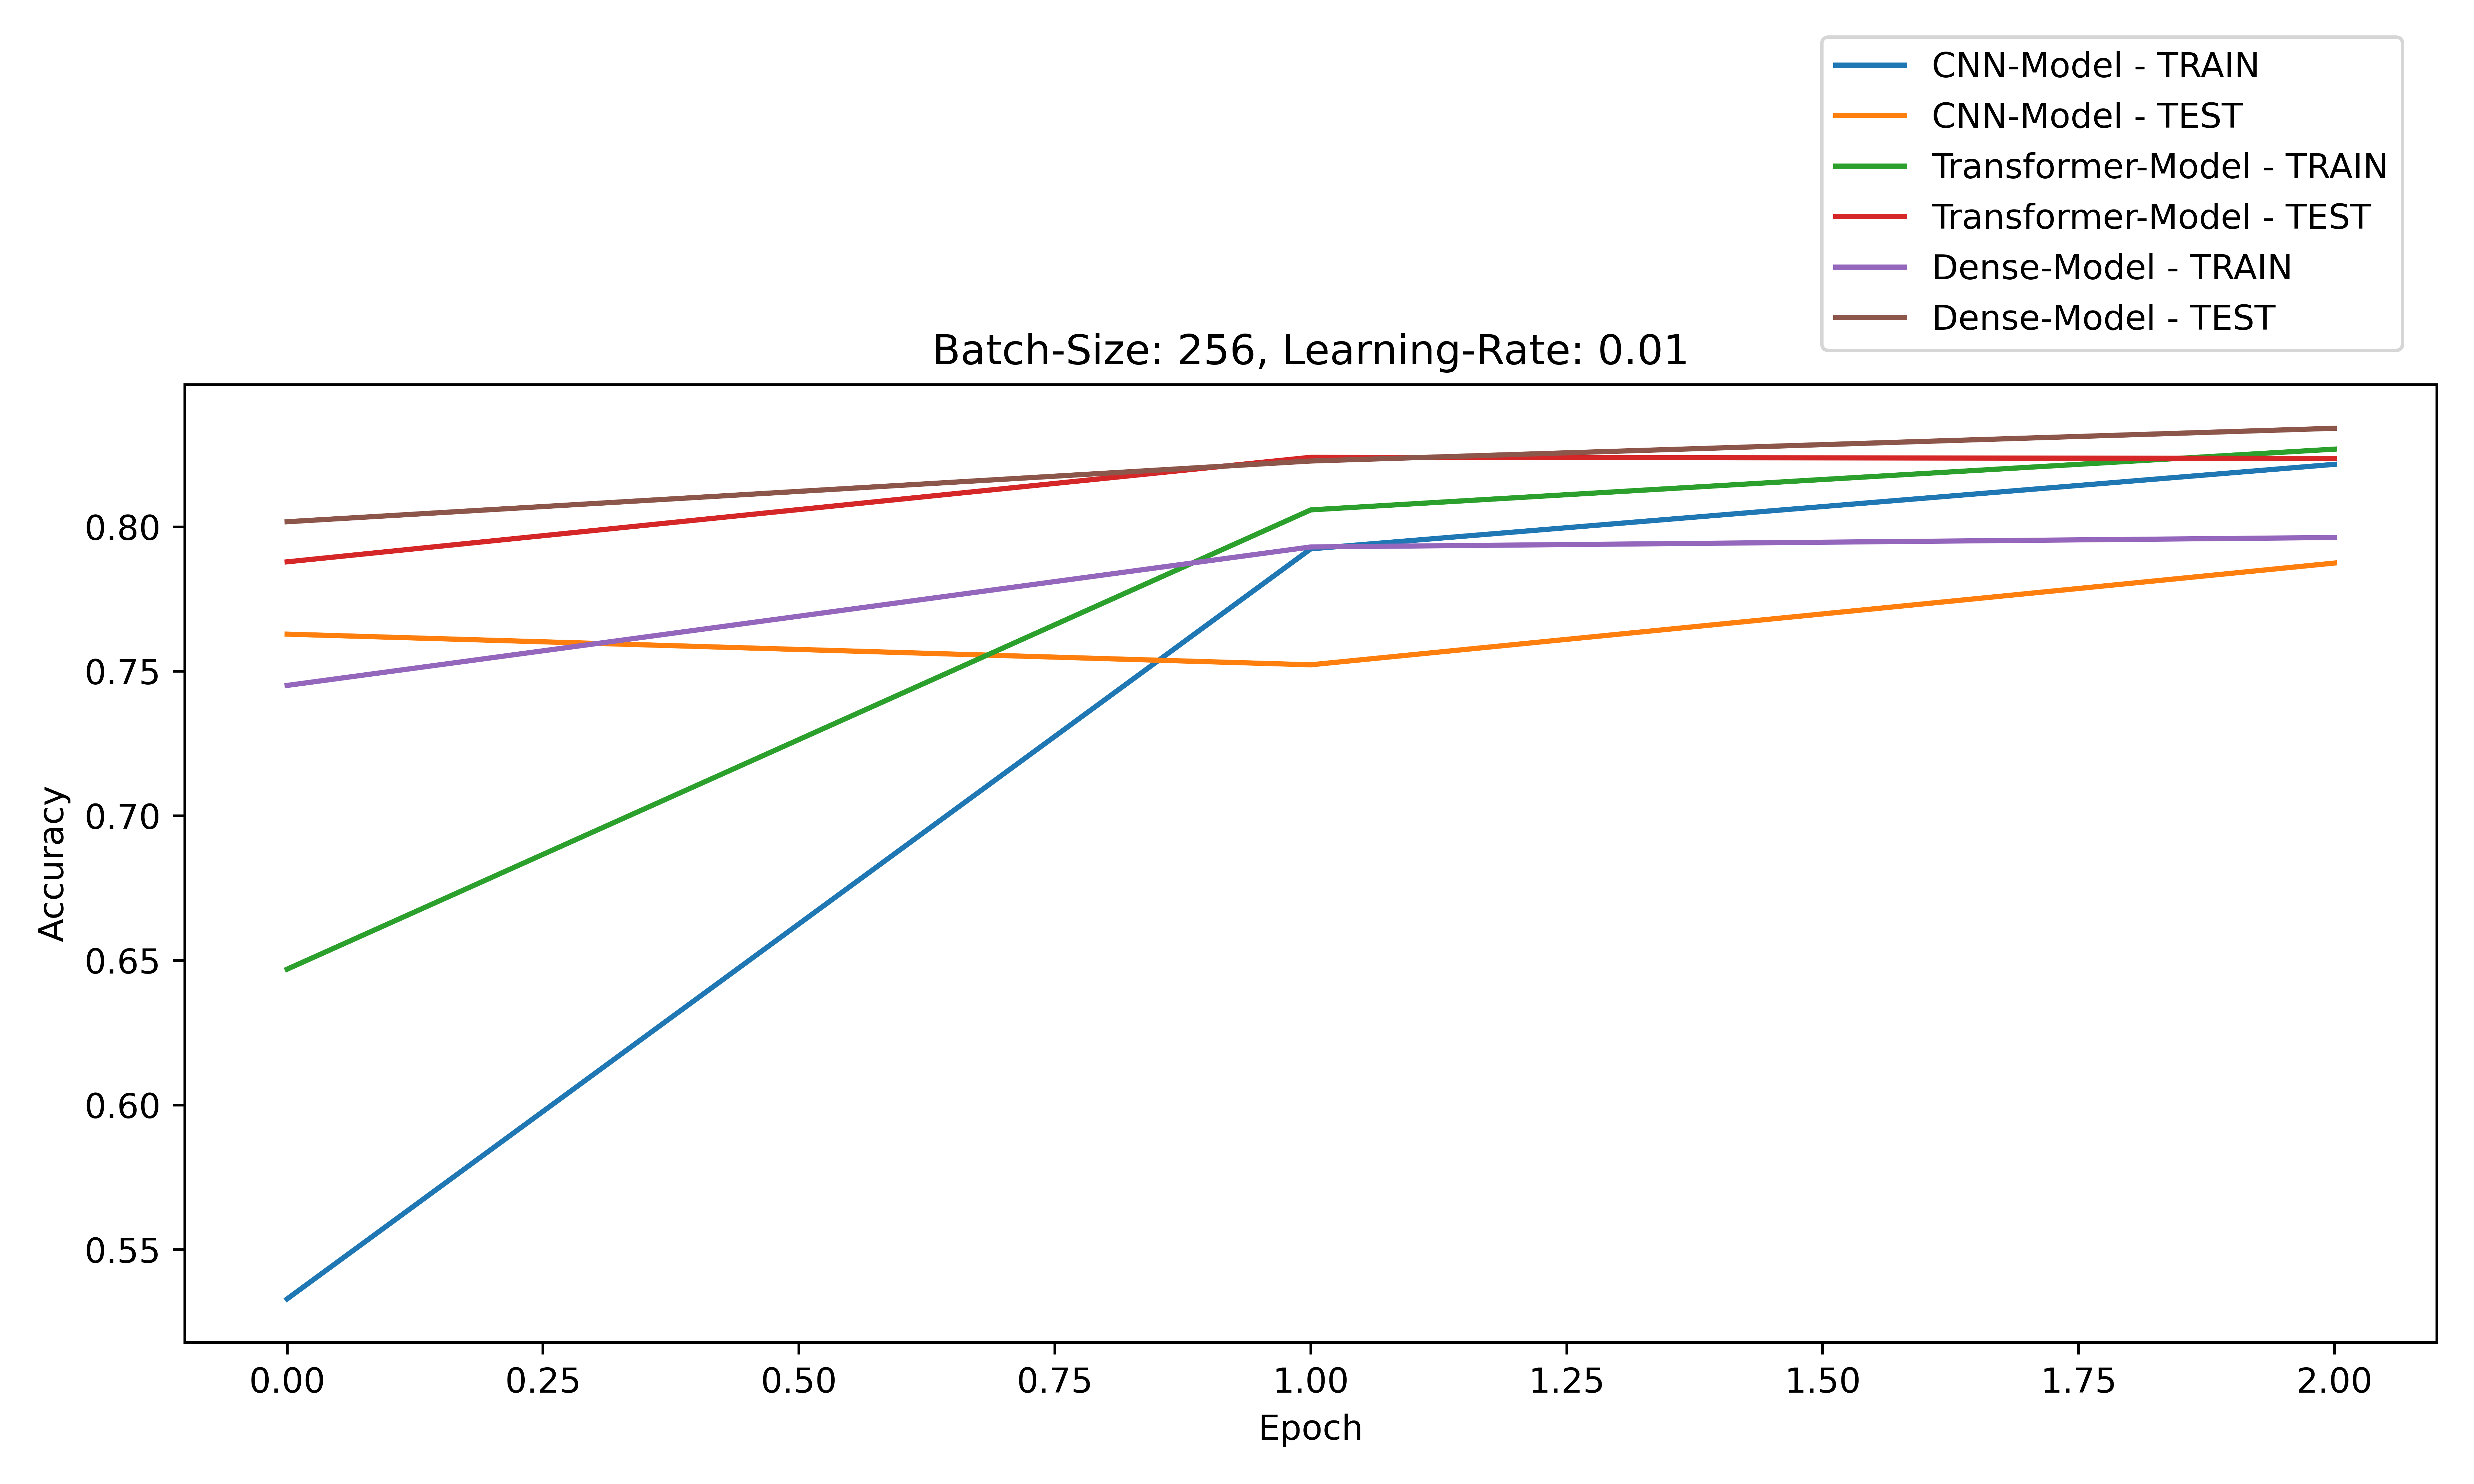 CNN-Model - TRAIN
CNN-Model - TEST
Transformer-Model - TRAIN
Transformer-Model - TEST
Dense-Model - TRAIN
Dense-Model - TEST
Batch-Size: 256, Learning-Rate: 0.01
Accuracy
0.80
0.75
0.70
0.65
0.60
0.55
0.00 0.25 0.50 0.75 1.00 1.25 1.50 1.75 2.00
Epoch